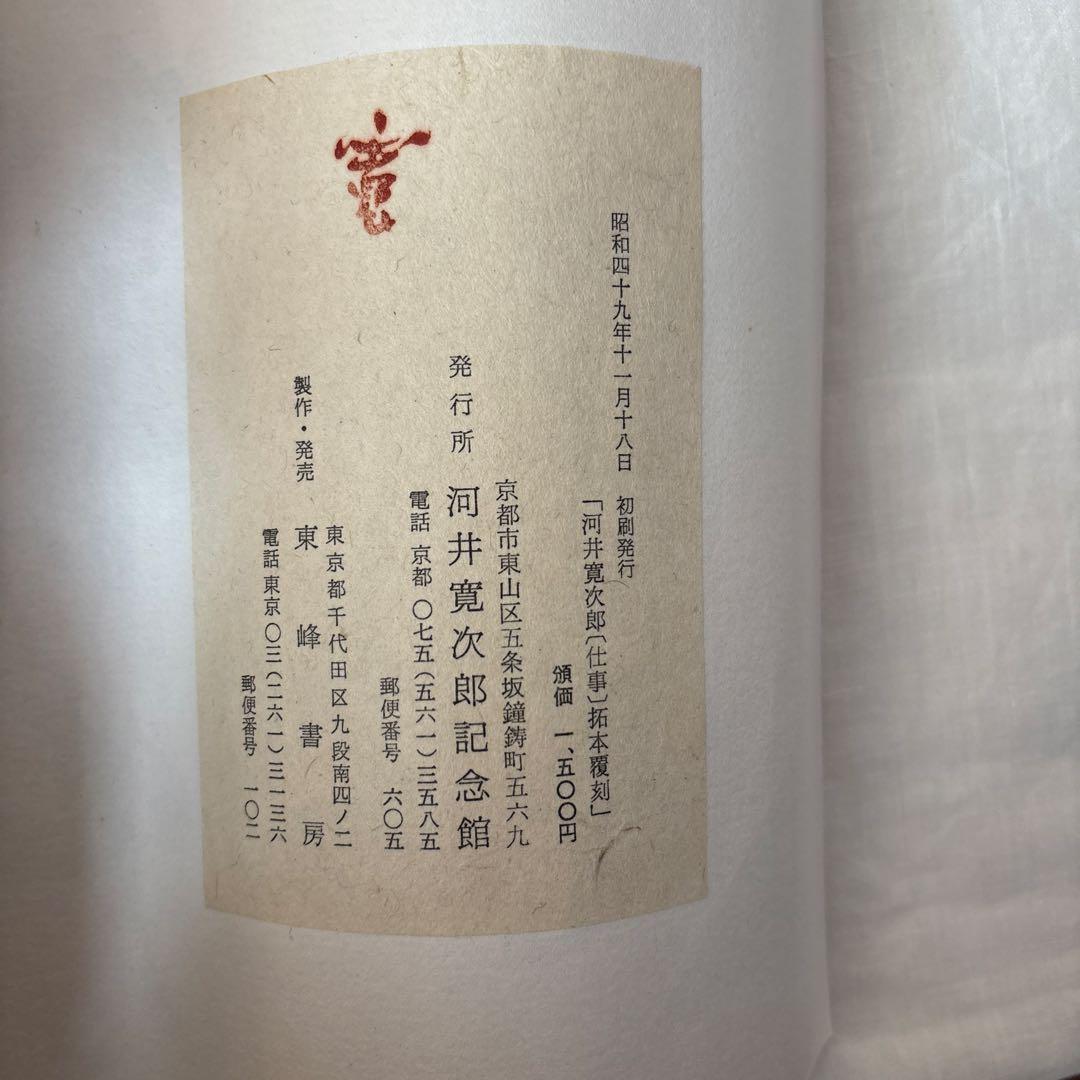 昭和四十九年十一月十八日　初刷発行
「河井寛次郎〔仕事〕拓本覆刻」
頒価　一、五〇〇円
京都市東山区五条坂鐘鋳町五六九
発行所　河井寛次郎記念館
電話 京都 〇七五(五六一)三五八五
郵便番号　六〇五
東京都千代田区九段南四ノ二
製作・発売　東峰書房
電話 東京〇三(二六一)三一三六
郵便番号　一〇二